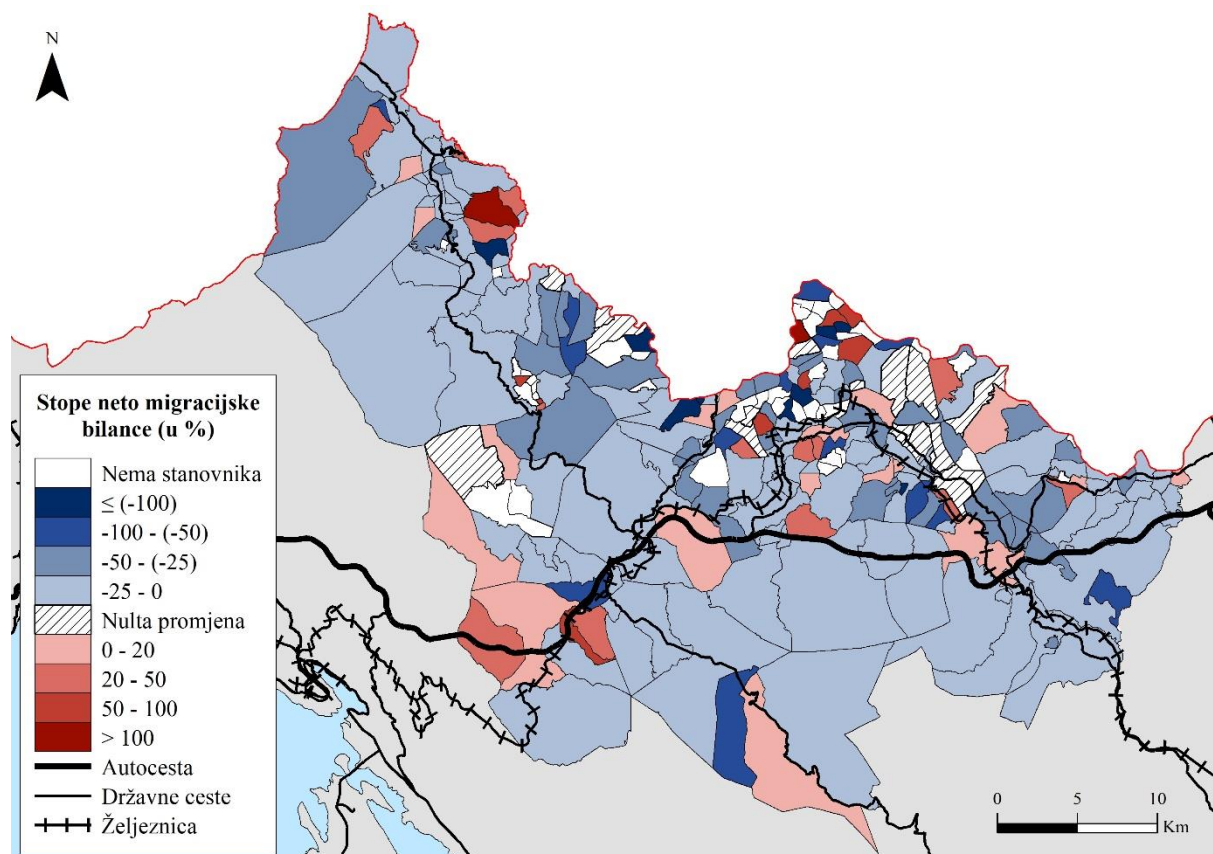 N
Stope neto migracijske
bilance (u %)
Nema stanovnika
≤ (-100)
-100 - (-50)
-50 - (-25)
-25 - 0
Nulta promjena
0 - 20
20 - 50
50 - 100
> 100
Autocesta
Državne ceste
Željeznica
0 5 10
Km